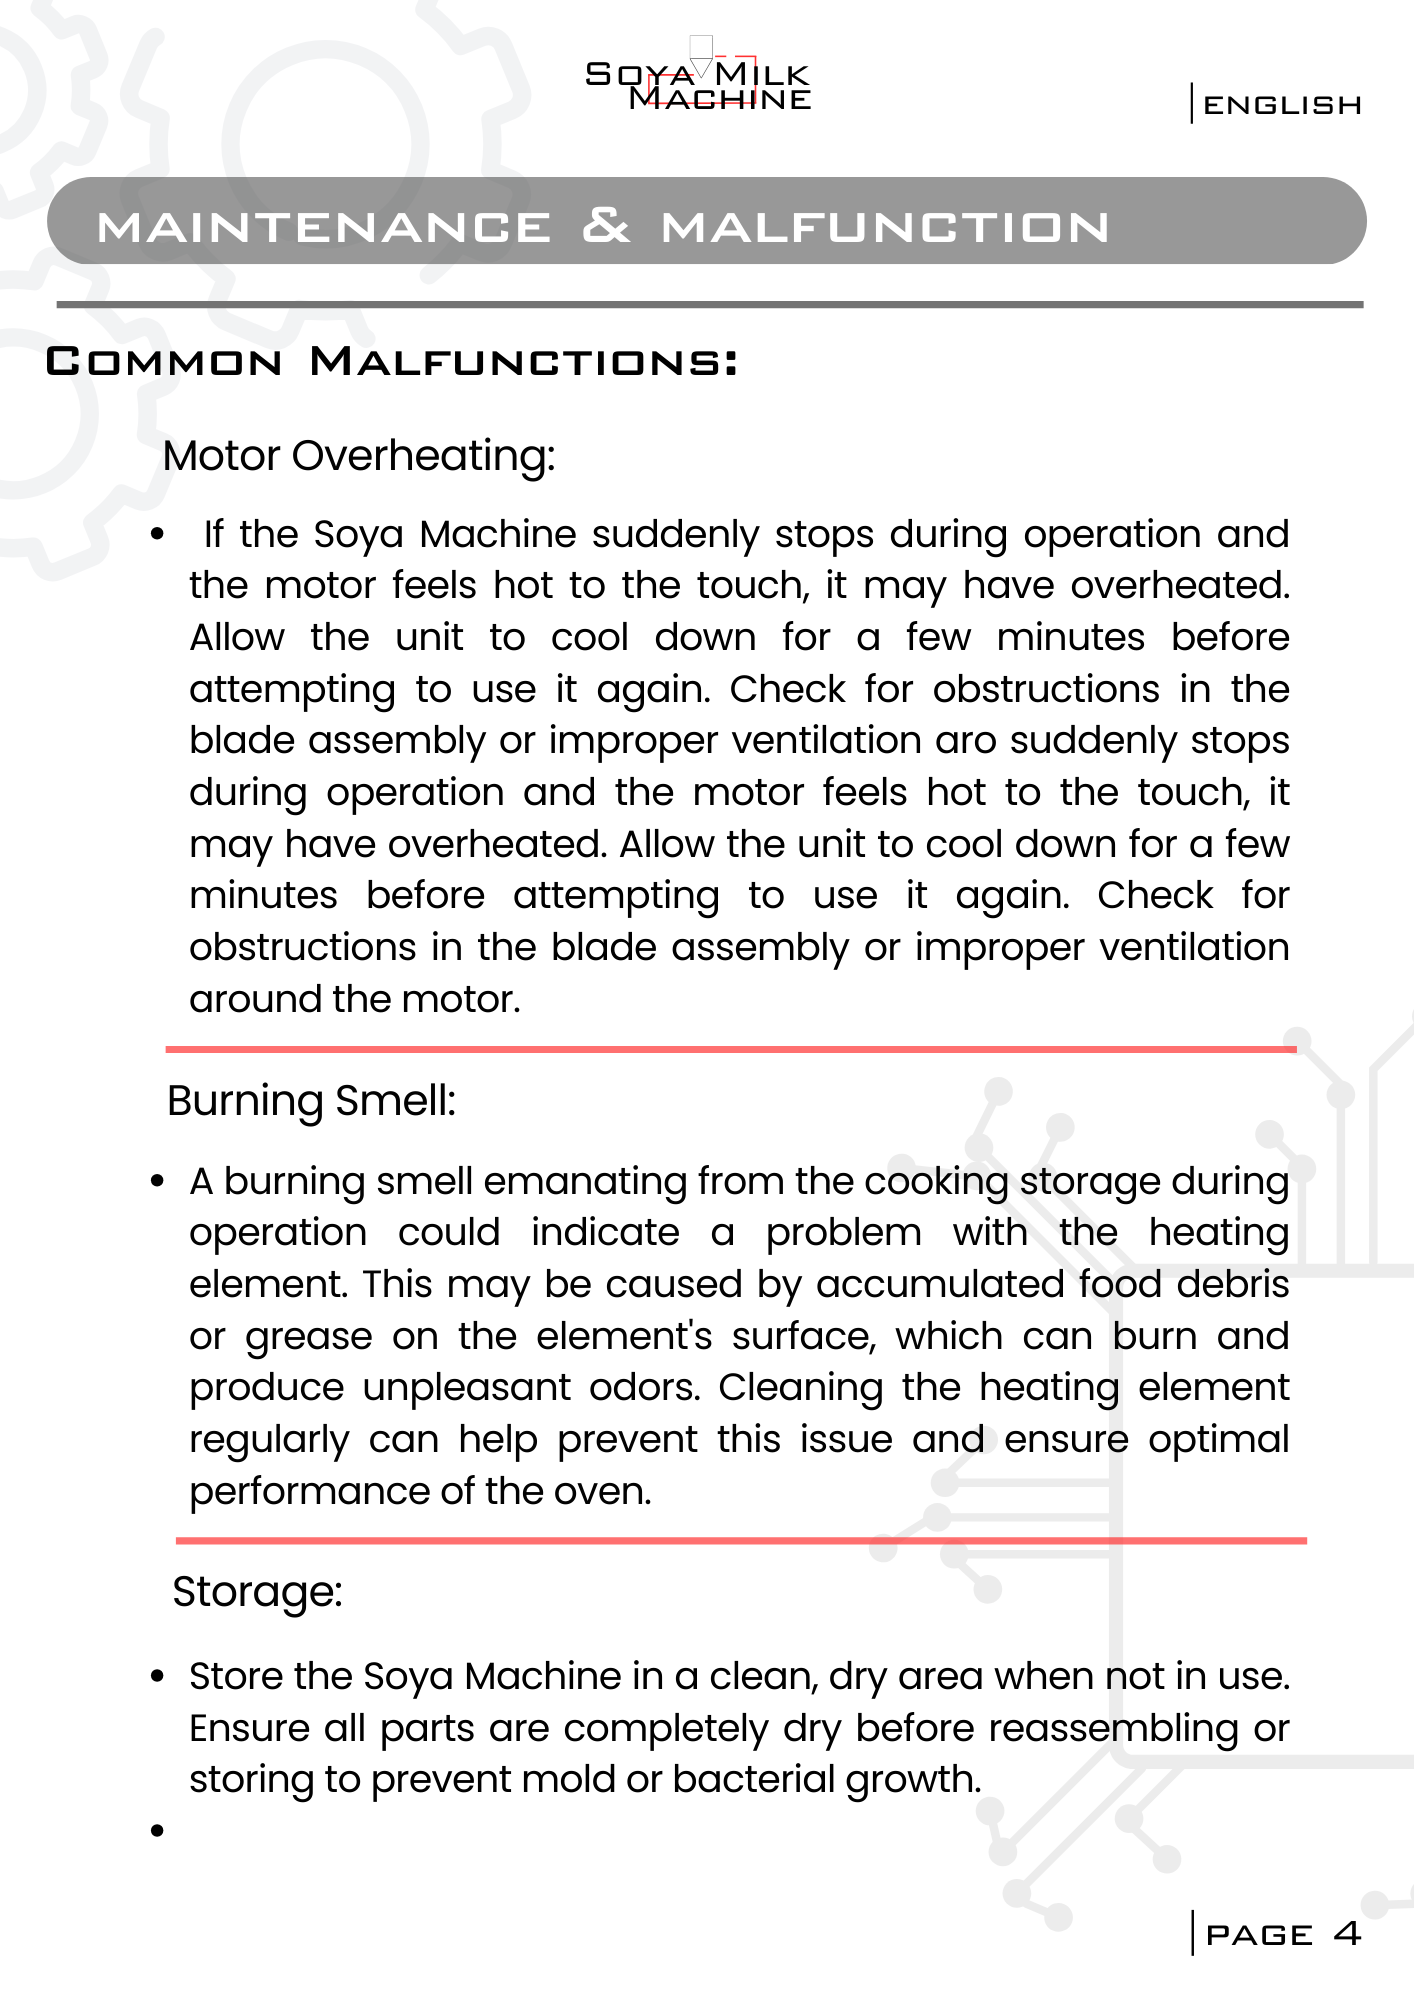 SOYA MILK
MACHINE
ENGLISH
MAINTENANCE & MALFUNCTION
COMMON MALFUNCTIONS:
Motor Overheating:
• If the Soya Machine suddenly stops during operation and
the motor feels hot to the touch, it may have overheated.
Allow the unit to cool down for a few minutes before
attempting to use it again. Check for obstructions in the
blade assembly or improper ventilation aro suddenly stops
during operation and the motor feels hot to the touch, it
may have overheated. Allow the unit to cool down for a few
minutes before attempting to use it again. Check for
obstructions in the blade assembly or improper ventilation
around the motor.
Burning Smell:
• A burning smell emanating from the cooking storage during
operation could indicate a problem with the heating
element. This may be caused by accumulated food debris
or grease on the element's surface, which can burn and
produce unpleasant odors. Cleaning the heating element
regularly can help prevent this issue and ensure optimal
performance of the oven.
Storage:
• Store the Soya Machine in a clean, dry area when not in use.
Ensure all parts are completely dry before reassembling or
storing to prevent mold or bacterial growth.
•
PAGE 4